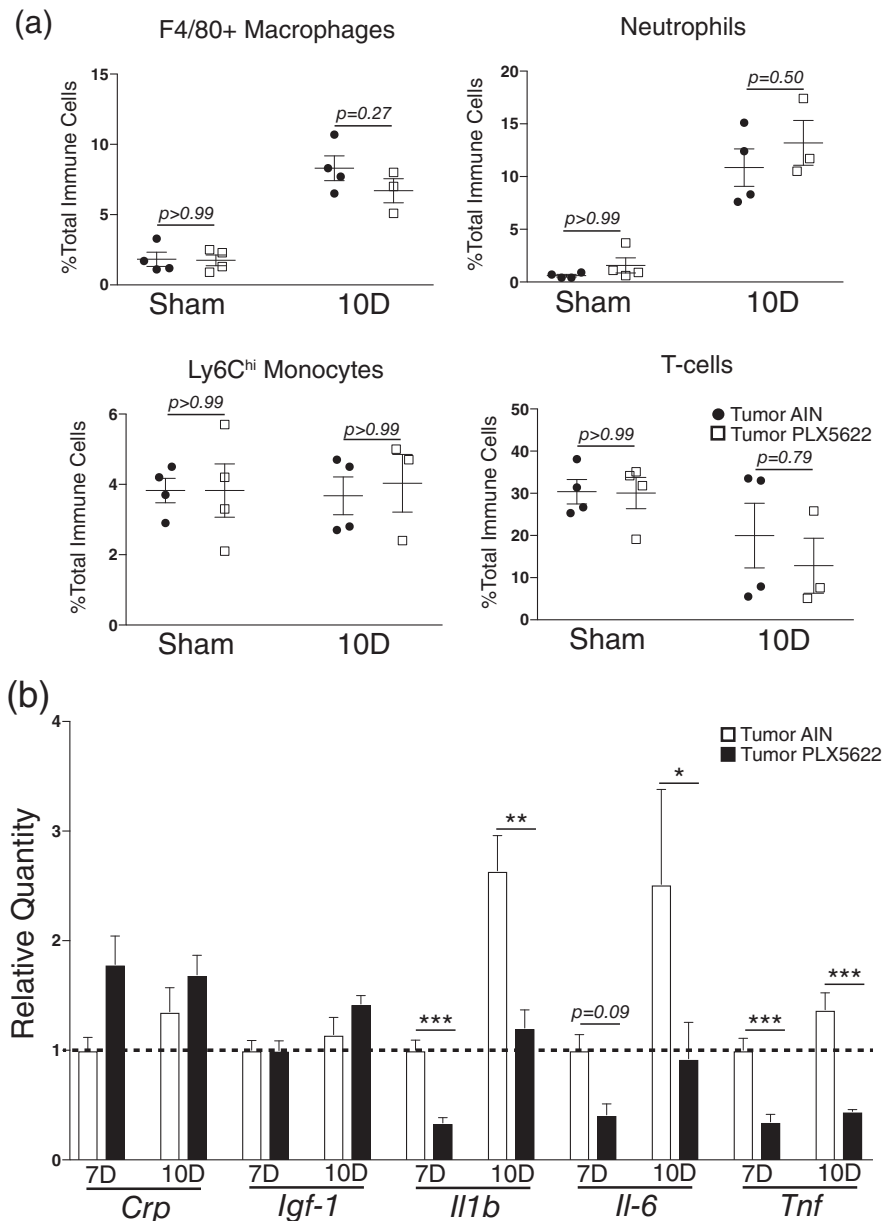 (a)
F4/80+ Macrophages
%Total Immune Cells
15
10
5
0
p>0.99
p=0.27
Sham
10D
Neutrophils
%Total Immune Cells
20
15
10
5
0
p>0.99
p=0.50
Sham
10D
Ly6Chi Monocytes
%Total Immune Cells
6
4
2
0
p>0.99
p>0.99
Sham
10D
T-cells
%Total Immune Cells
50
40
30
20
10
0
Tumor AIN
Tumor PLX5622
p>0.99
p=0.79
Sham
10D
(b)
Relative Quantity
4
3
2
1
0
Tumor AIN
Tumor PLX5622
***
**
p=0.09
*
***
***
7D 10D 7D 10D 7D 10D 7D 10D 7D 10D
Crp Igf-1 Il1b Il-6 Tnf